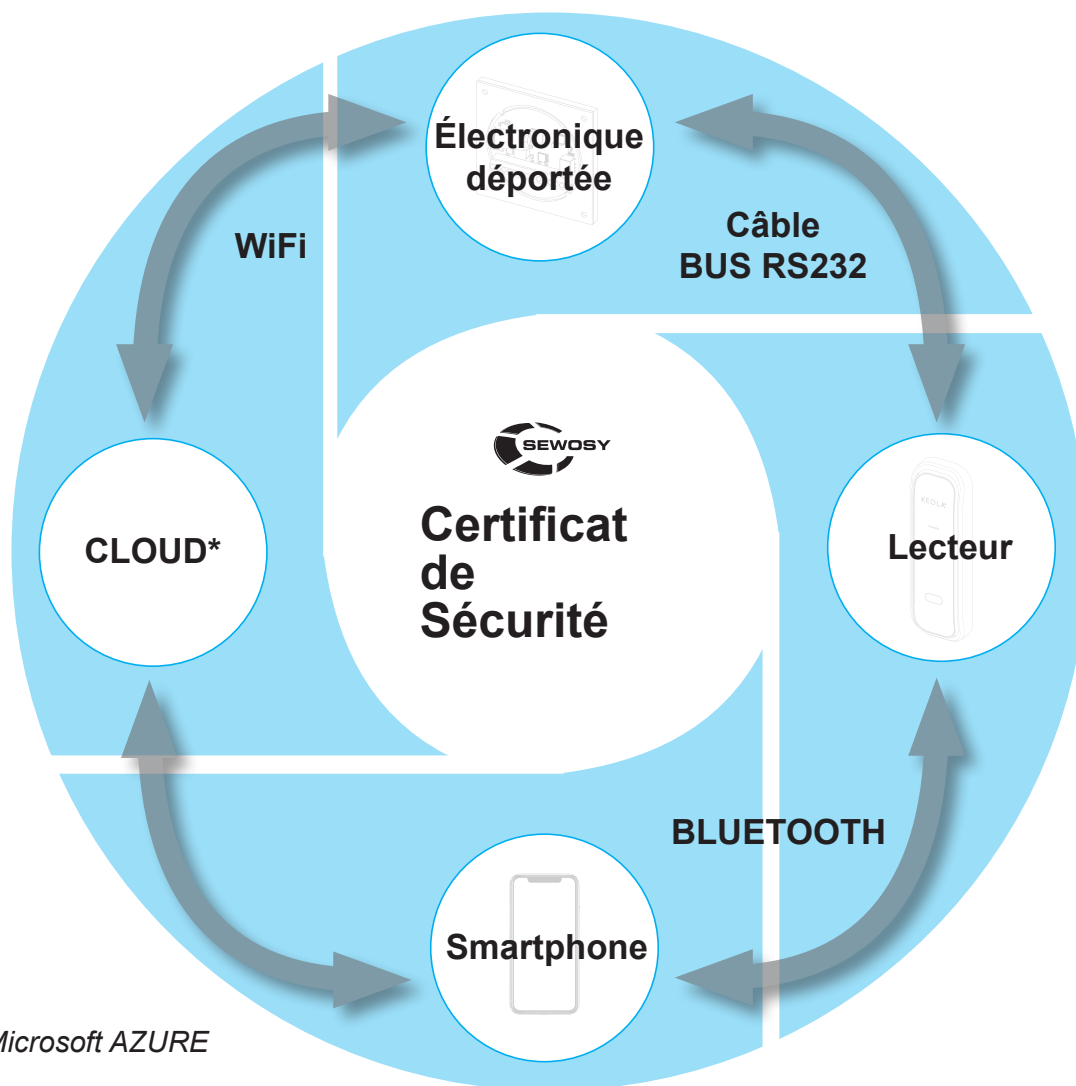 Électronique
déportée
WiFi
Câble
BUS RS232
SEWOSY
Certificat
de
Sécurité
CLOUD*
KEOLK
Lecteur
BLUETOOTH
Smartphone
Microsoft AZURE